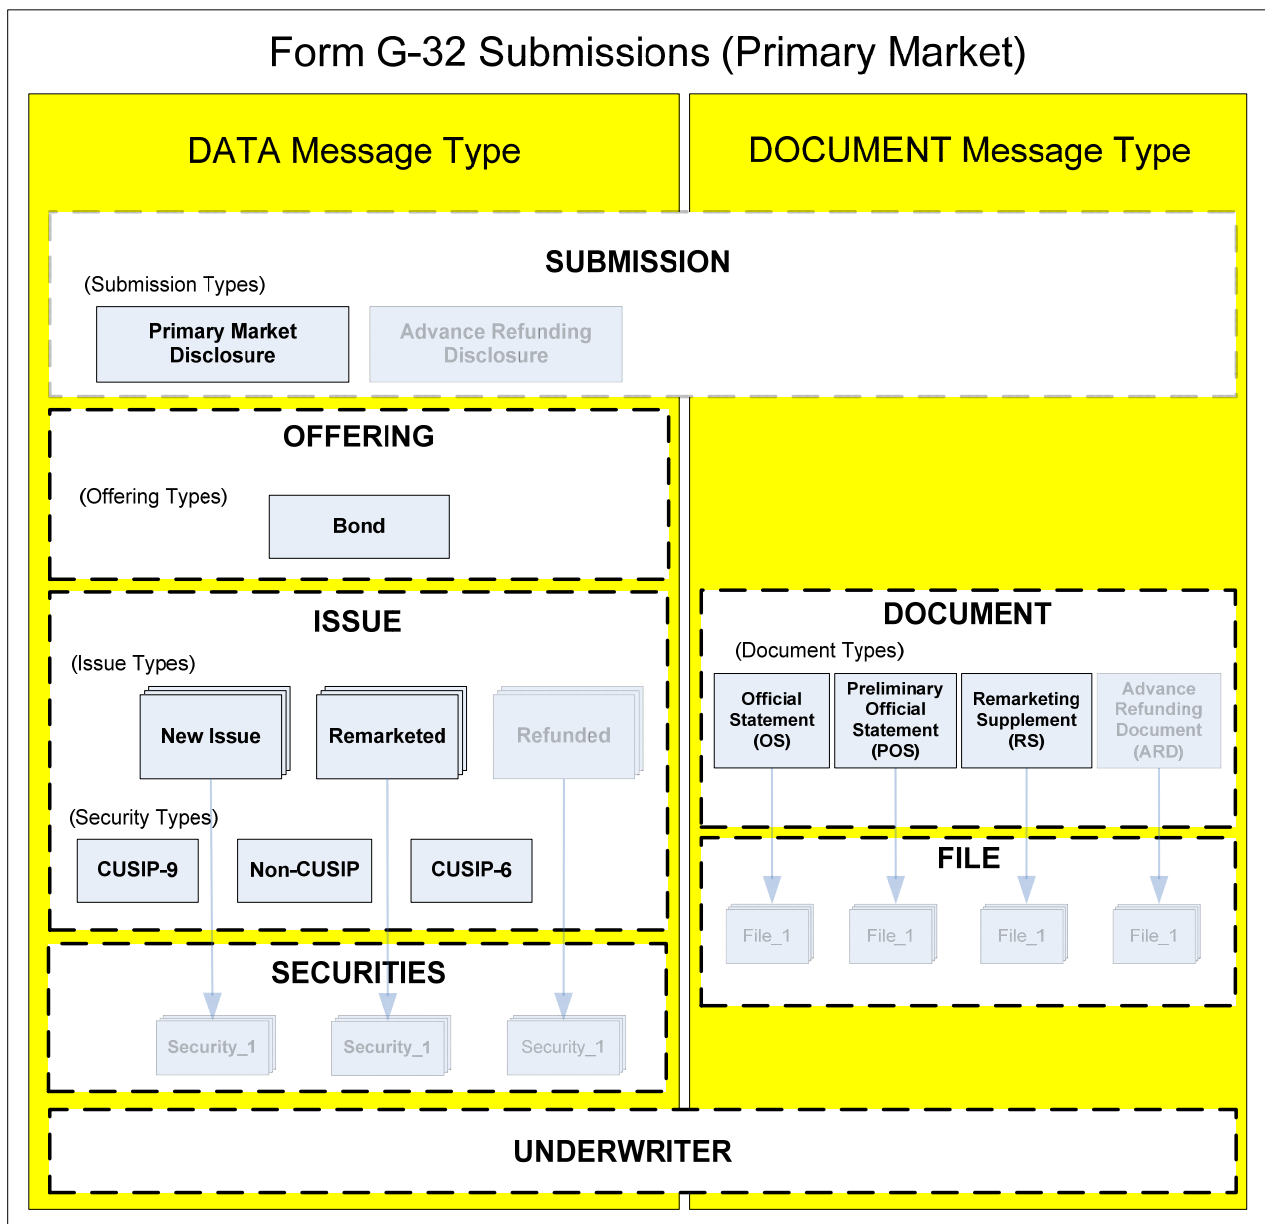 Form G-32 Submissions (Primary Market)
DATA Message Type
DOCUMENT Message Type
SUBMISSION
(Submission Types)
Primary Market
Disclosure
Advance Refunding
Disclosure
OFFERING
(Offering Types)
Bond
ISSUE
(Issue Types)
New Issue
Remarketed
Refunded
(Security Types)
CUSIP-9
Non-CUSIP
CUSIP-6
SECURITIES
Security_1
Security_1
Security_1
DOCUMENT
(Document Types)
Official
Statement
(OS)
Preliminary
Official
Statement
(POS)
Remarketing
Supplement
(RS)
Advance
Refunding
Document
(ARD)
FILE
File_1
File_1
File_1
File_1
UNDERWRITER